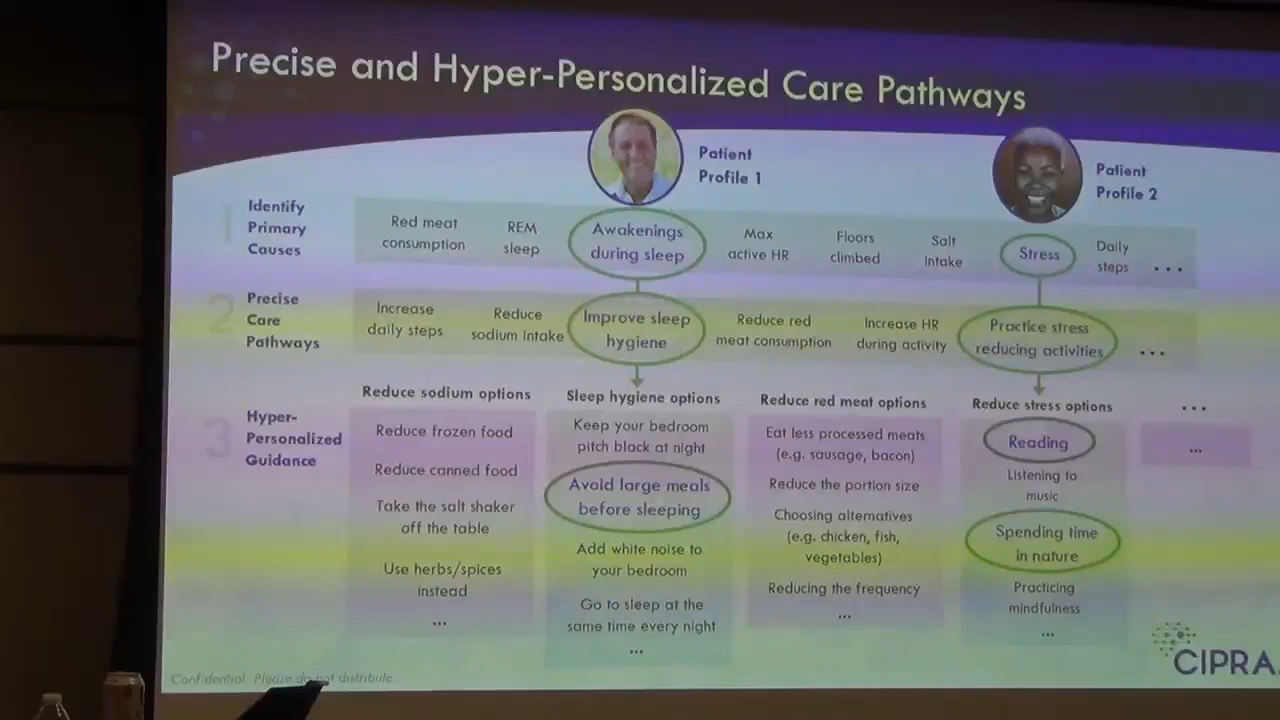 Precise and Hyper-Personalized Care Pathways
Patient
Profile 1
Patient
Profile 2
1
Identify
Primary
Causes
Red meat
consumption
REM
sleep
Awakenings
during sleep
Max
active HR
Floors
climbed
Salt
Intake
Stress
Daily
steps
...
2
Precise
Care
Pathways
Increase
daily steps
Reduce
sodium intake
Improve sleep
hygiene
Reduce red
meat consumption
Increase HR
during activity
Practice stress
reducing activities
...
3
Hyper-
Personalized
Guidance
Reduce sodium options
Reduce frozen food
Reduce canned food
Take the salt shaker
off the table
Use herbs/spices
instead
...
Sleep hygiene options
Keep your bedroom
pitch black at night
Avoid large meals
before sleeping
Add white noise to
your bedroom
Go to sleep at the
same time every night
...
Reduce red meat options
Eat less processed meats
(e.g. sausage, bacon)
Reduce the portion size
Choosing alternatives
(e.g. chicken, fish,
vegetables)
Reducing the frequency
...
Reduce stress options
Reading
Listening to
music
Spending time
in nature
Practicing
mindfulness
...
...
...
Confidential. Please do not distribute
CIPRA